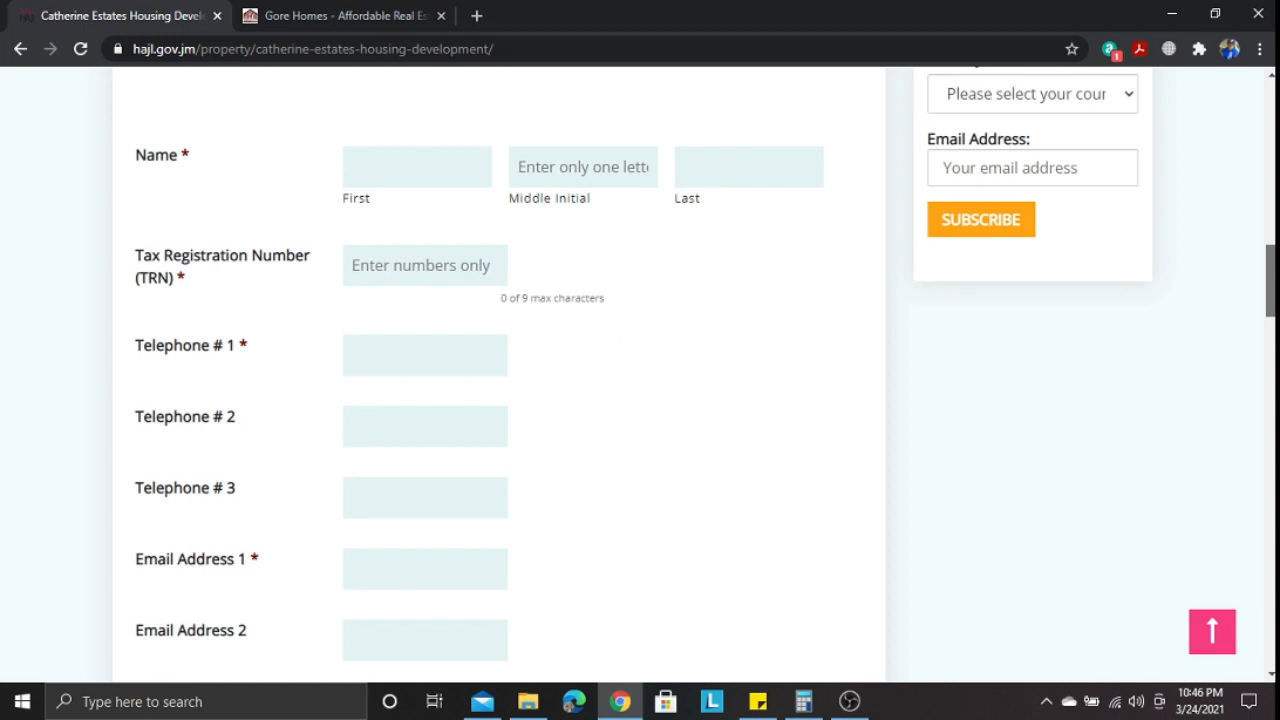 Catherine Estates Housing Devel
Gore Homes - Affordable Real Es
hajl.gov.jm/property/catherine-estates-housing-development/
1
Please select your cour
Email Address:
Your email address
SUBSCRIBE
Name *
Enter only one lette
First
Middle Initial
Last
Tax Registration Number
(TRN) *
Enter numbers only
0 of 9 max characters
Telephone # 1 *
Telephone # 2
Telephone # 3
Email Address 1 *
Email Address 2
Type here to search
L
10:46 PM
3/24/2021